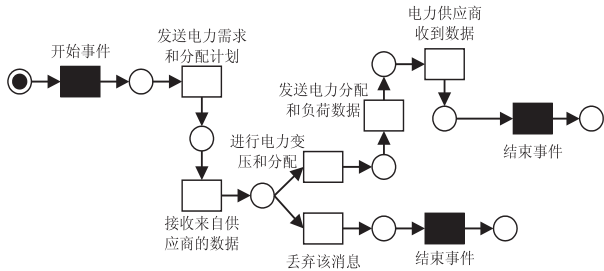 开始事件
发送电力需求
和分配计划
电力供应商
收到数据
发送电力分配
和负荷数据
进行电力变
压和分配
结束事件
接收来自供
应商的数据
丢弃该消息
结束事件